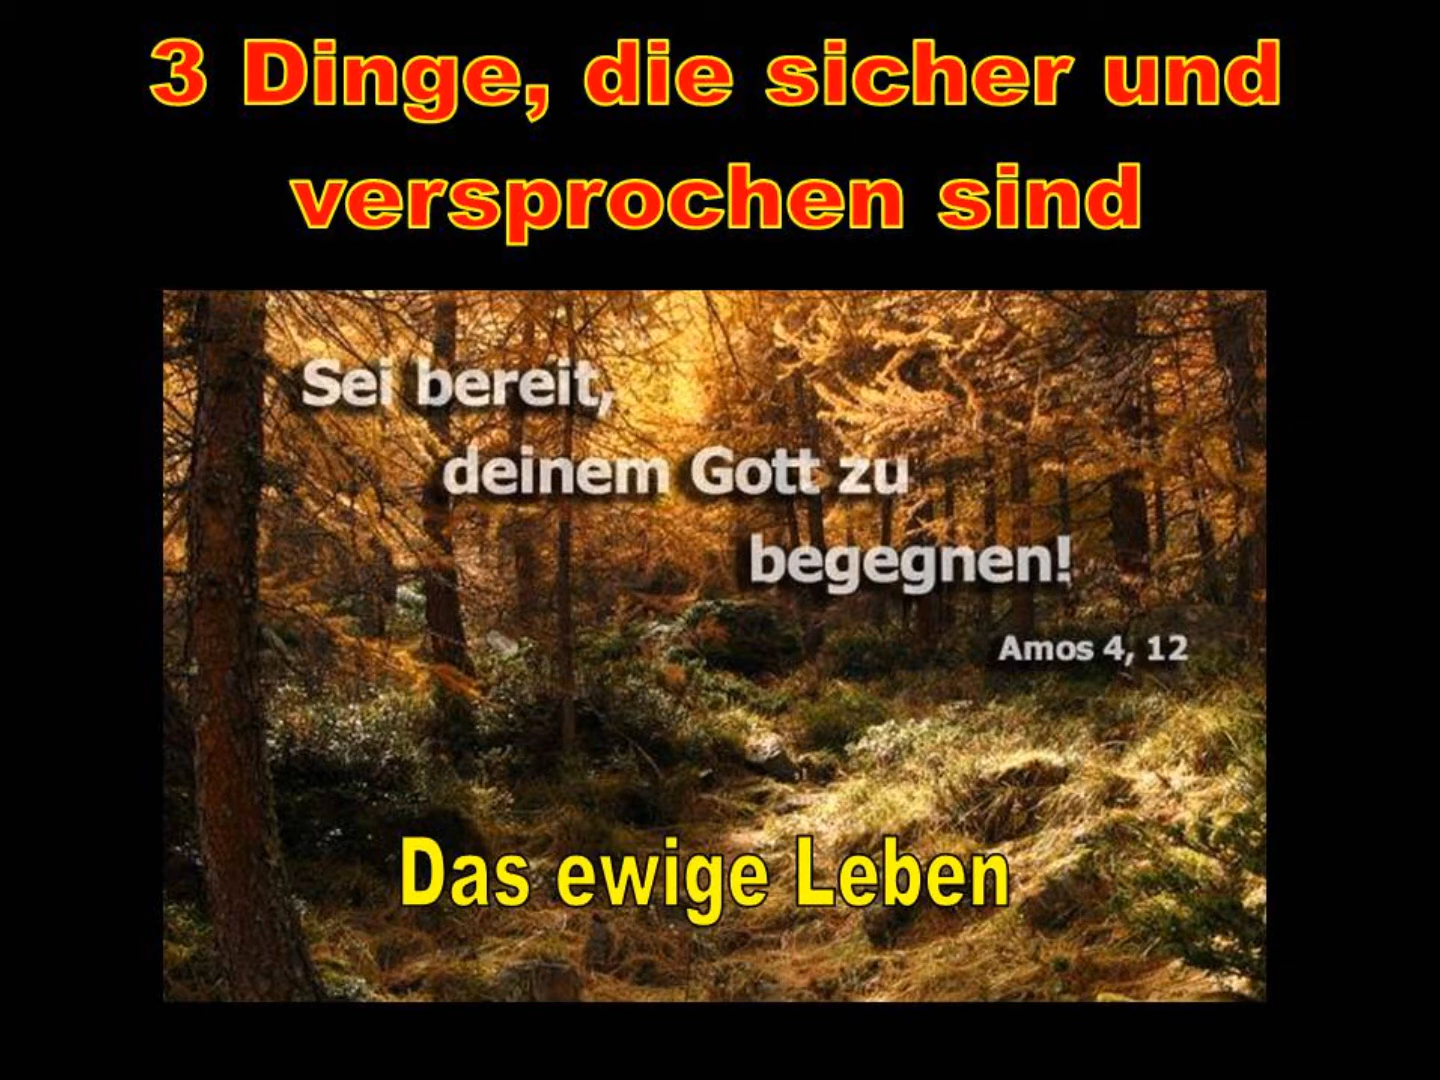 3 Dinge, die sicher und
versprochen sind
Sei bereit,
deinem Gott zu
begegnen!
Amos 4, 12
Das ewige Leben